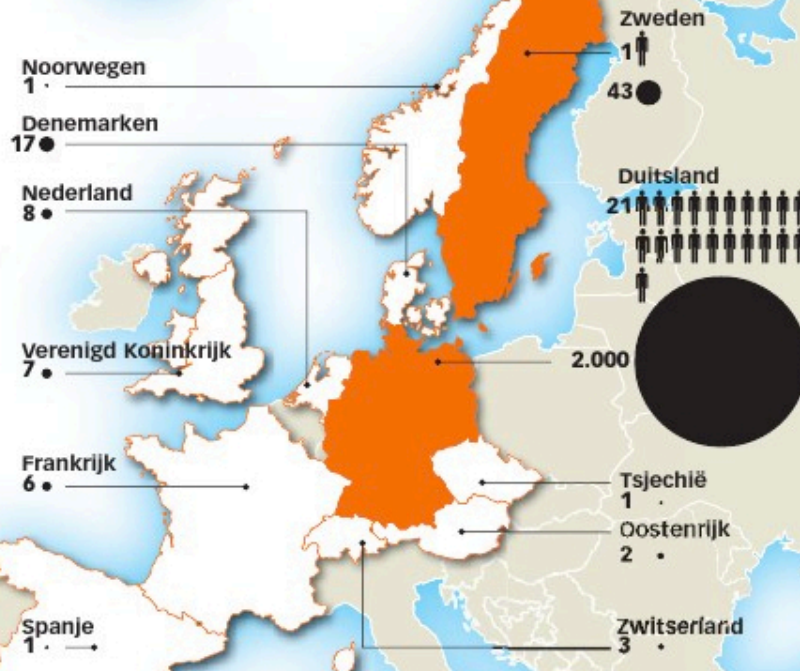 Zweden
1
43
Noorwegen
1
Denemarken
17
Nederland
8
Duitsland
21
2.000
Verenigd Koninkrijk
7
Frankrijk
6
Tsjechië
1
Oostenrijk
2
Spanje
1
Zwitserland
3